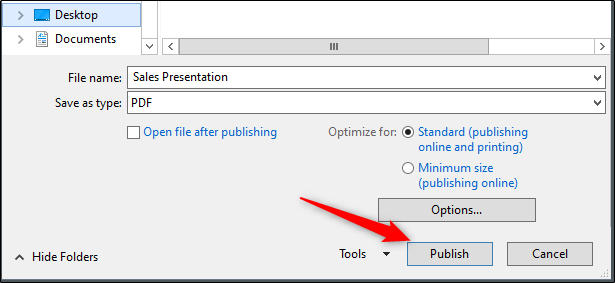 Desktop
Documents
File name: Sales Presentation
Save as type: PDF
Open file after publishing
Optimize for: Standard (publishing
online and printing)
Minimum size
(publishing online)
Options...
Hide Folders
Tools
Publish
Cancel